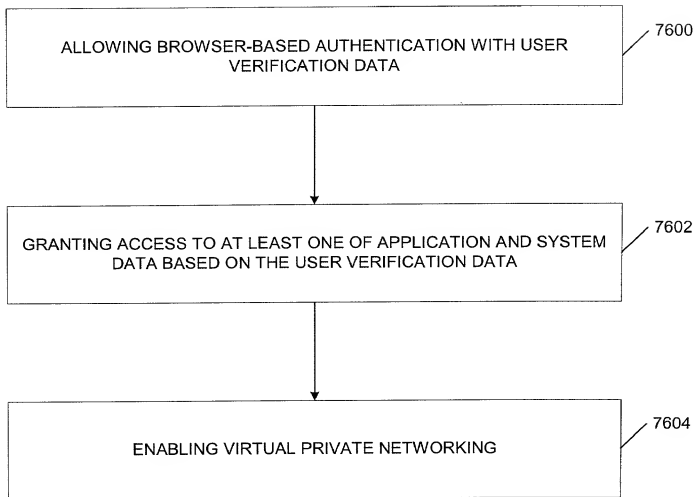 7600
ALLOWING BROWSER-BASED AUTHENTICATION WITH USER
VERIFICATION DATA
7602
GRANTING ACCESS TO AT LEAST ONE OF APPLICATION AND SYSTEM
DATA BASED ON THE USER VERIFICATION DATA
7604
ENABLING VIRTUAL PRIVATE NETWORKING